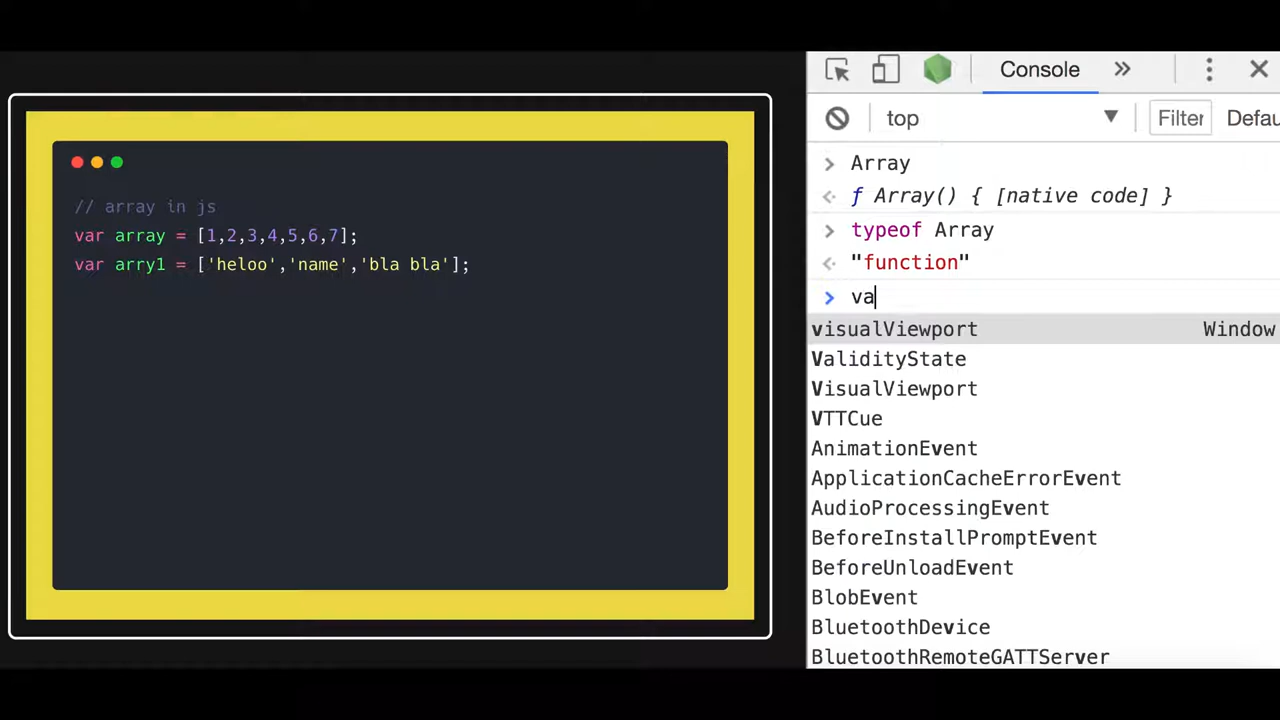 // array in js
var array = [1,2,3,4,5,6,7];
var arry1 = ['heloo','name','bla bla'];
Console
top
Filter
Defau
Array
f Array() { [native code] }
typeof Array
"function"
va
visualViewport Window
ValidityState
VisualViewport
VTTCue
AnimationEvent
ApplicationCacheErrorEvent
AudioProcessingEvent
BeforeInstallPromptEvent
BeforeUnloadEvent
BlobEvent
BluetoothDevice
BluetoothRemoteGATTServer